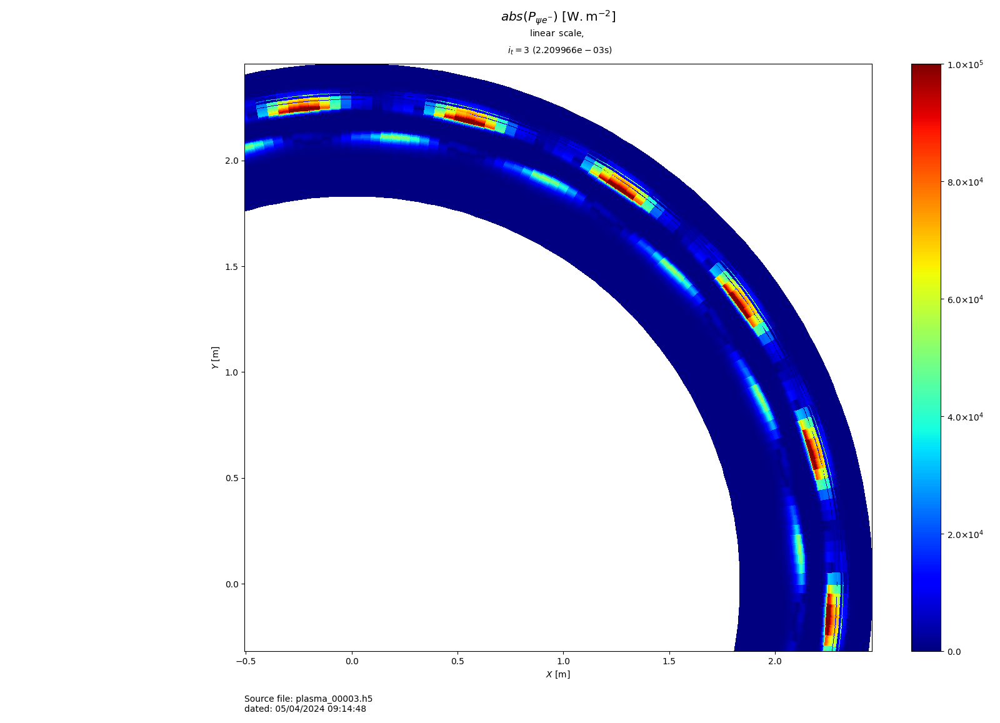 abs(P_{ψe⁻}) [W.m⁻²]
linear scale,
i_t = 3 (2.209966e − 03s)
1.0×10⁵
8.0×10⁴
6.0×10⁴
4.0×10⁴
2.0×10⁴
0.0
2.0
1.5
1.0
0.5
0.0
Y [m]
−0.5 0.0 0.5 1.0 1.5 2.0
X [m]
Source file: plasma_00003.h5
dated: 05/04/2024 09:14:48